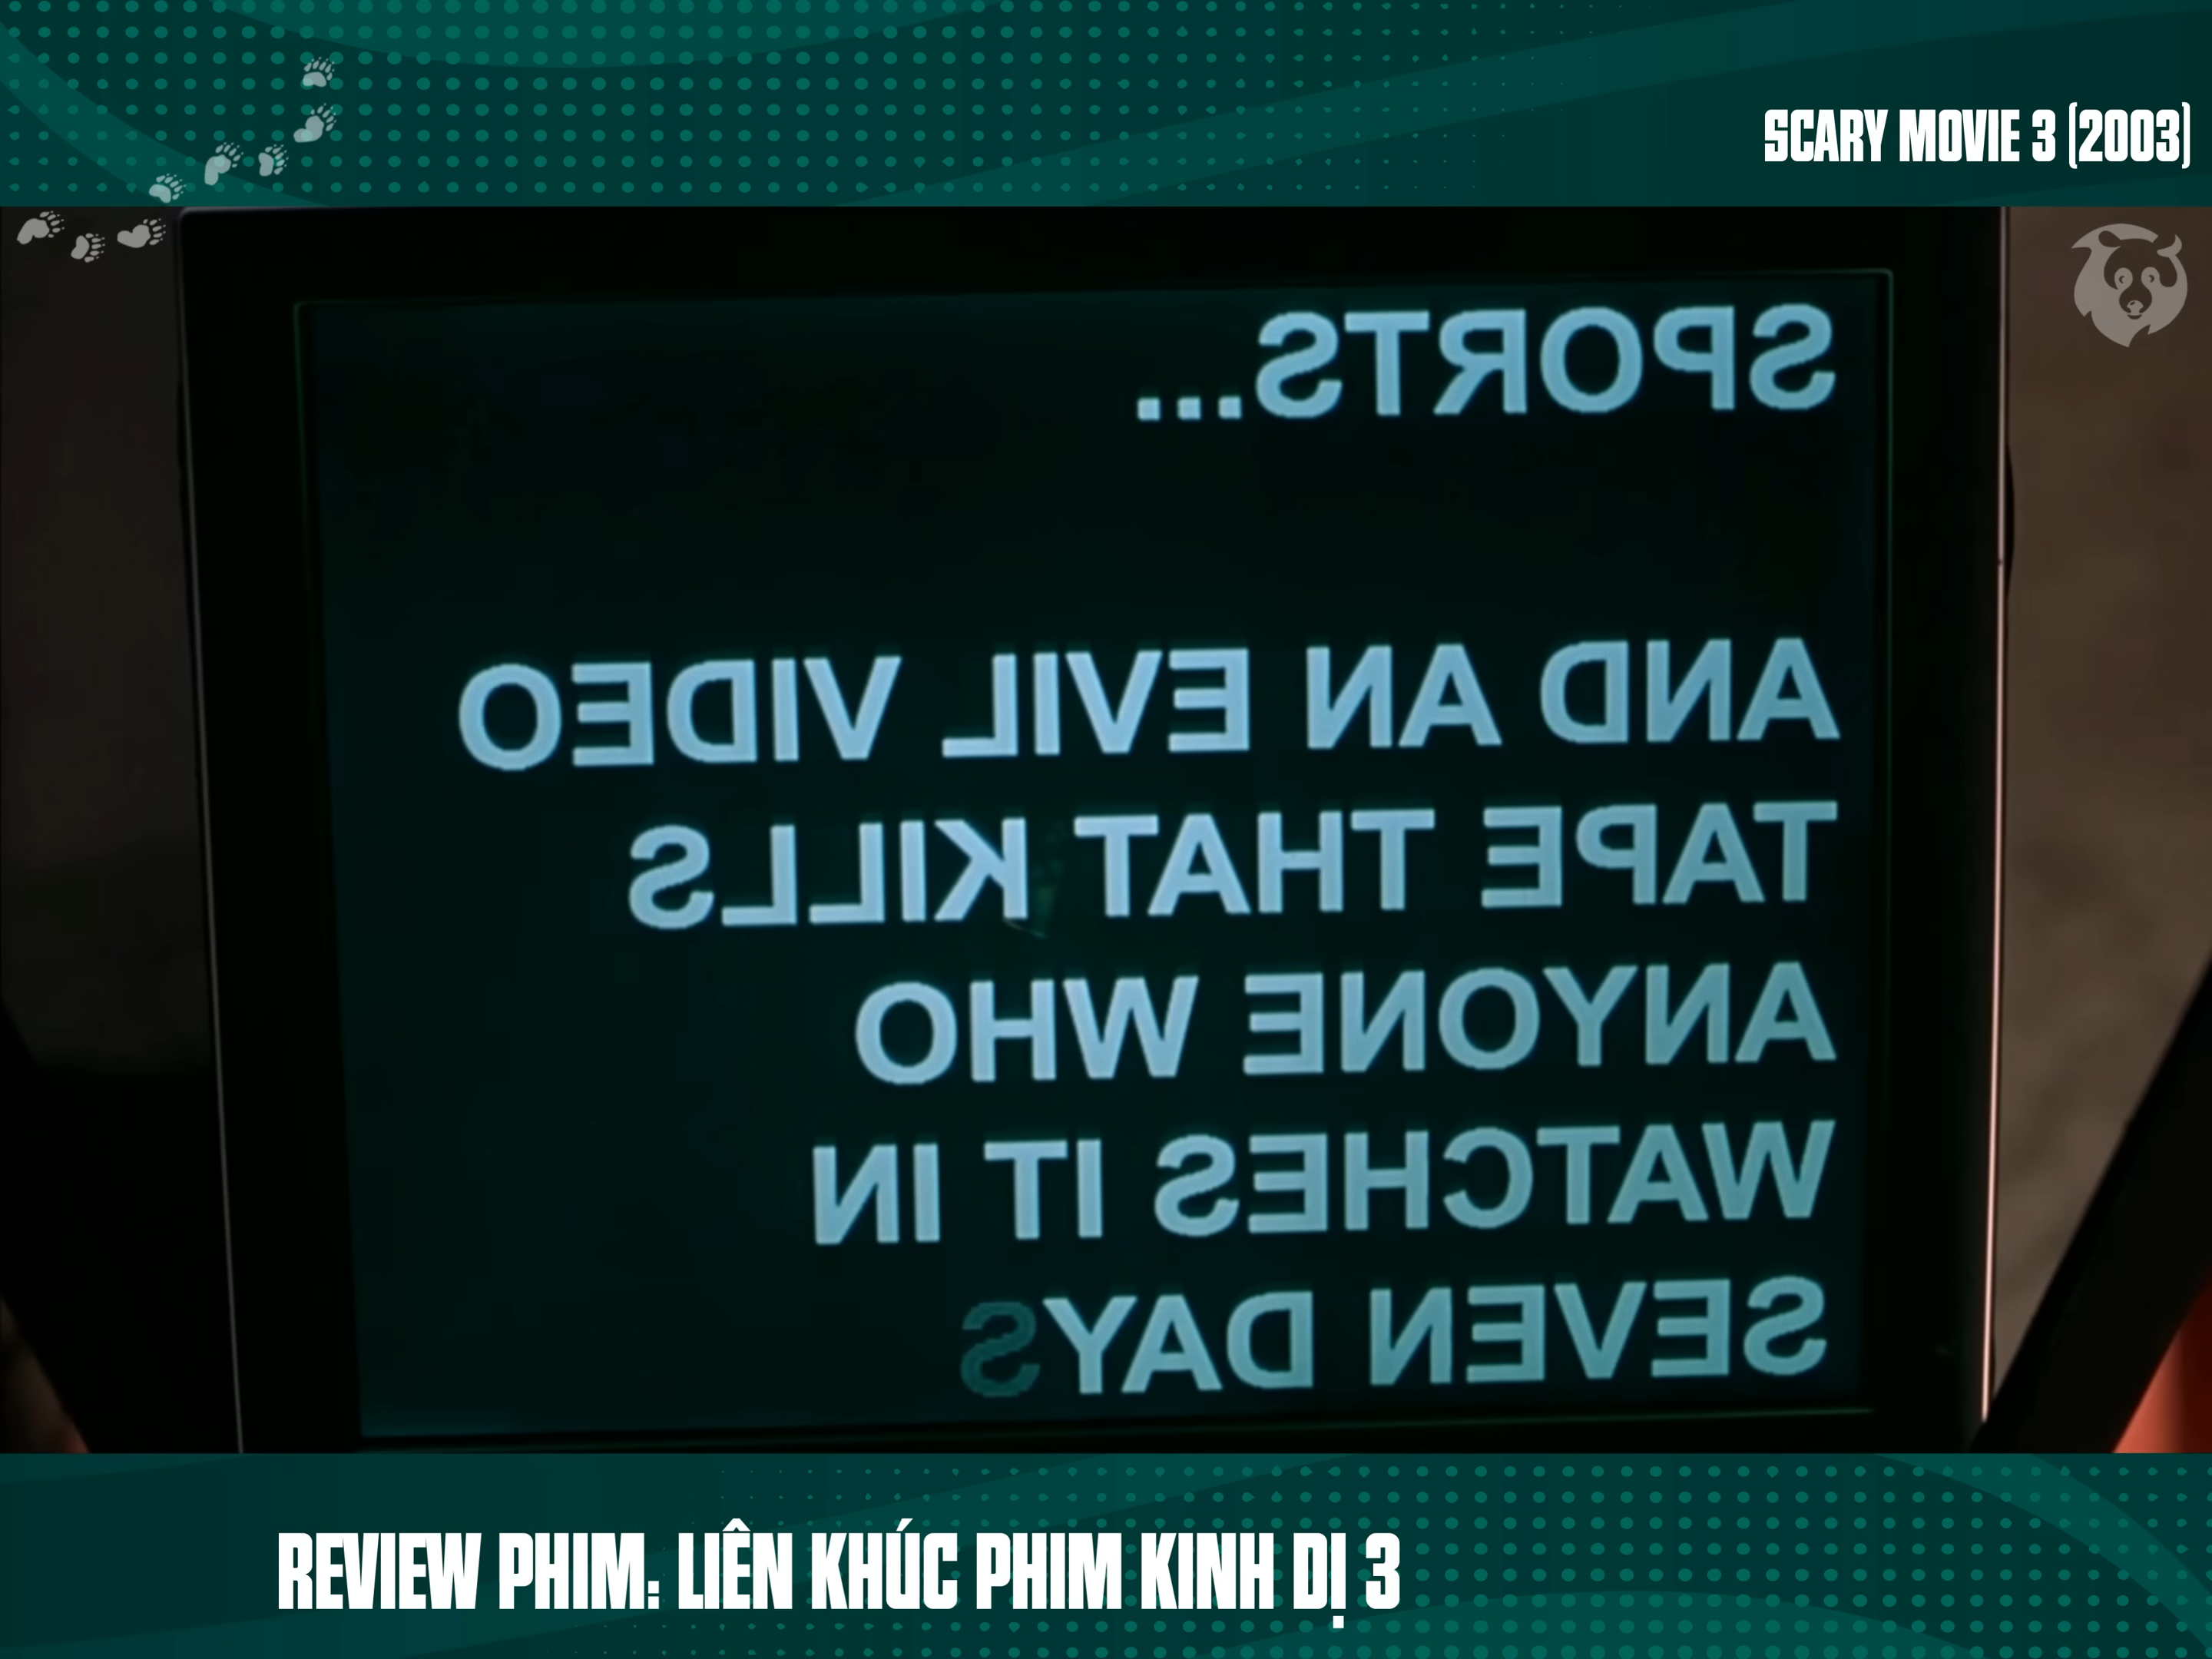 SCARY MOVIE 3 (2003)
SPORTS...
AND AN EVIL VIDEO
TAPE THAT KILLS
ANYONE WHO
WATCHES IT IN
SEVEN DAYS
REVIEW PHIM: LIÊN KHÚC PHIM KINH DỊ 3